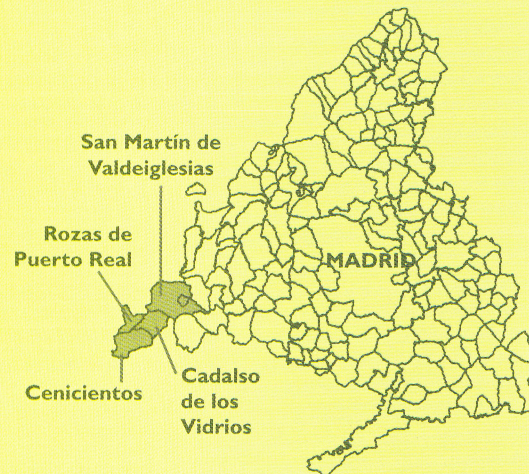 San Martín de
Valdeiglesias
Rozas de
Puerto Real
MADRID
Cenicientos
Cadalso
de los
Vidrios